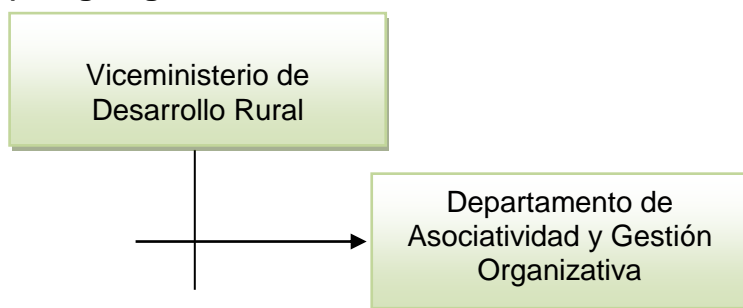 Viceministerio de
Desarrollo Rural
Departamento de
Asociatividad y Gestión
Organizativa